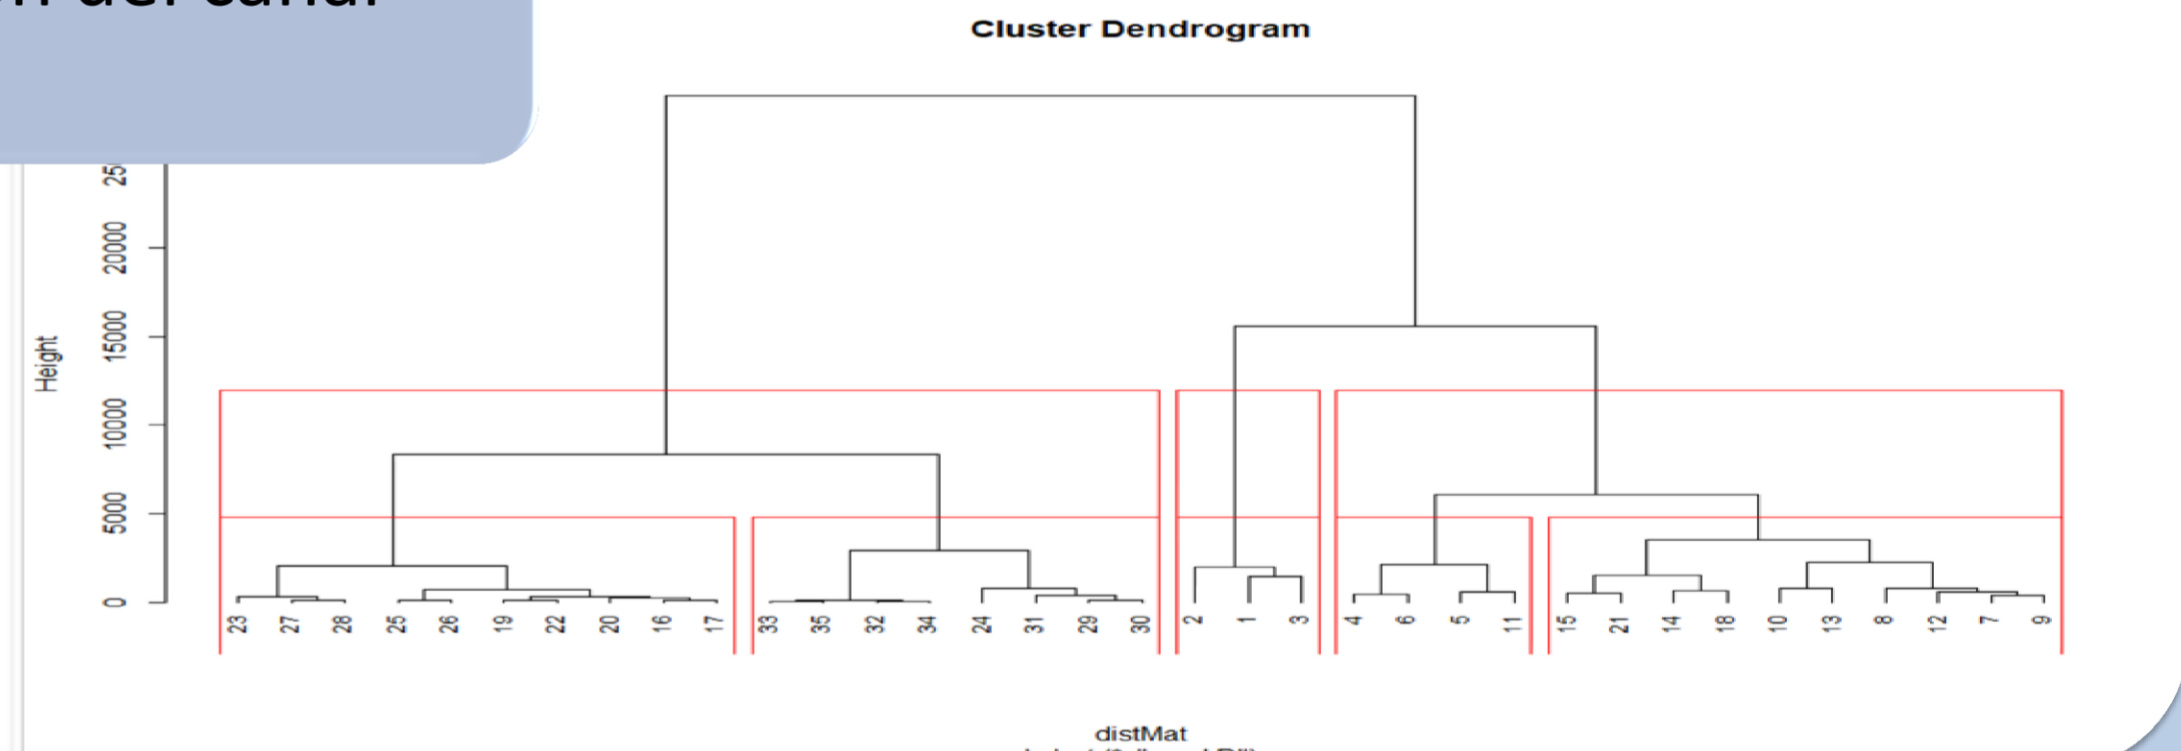 del canal
Cluster Dendrogram
Height
0 5000 10000 15000 20000
23 27 28 25 26 19 22 20 16 17 33 35 32 34 24 31 29 30 2 1 3 4 6 5 11 15 21 14 18 10 13 8 12 7 9
distMat